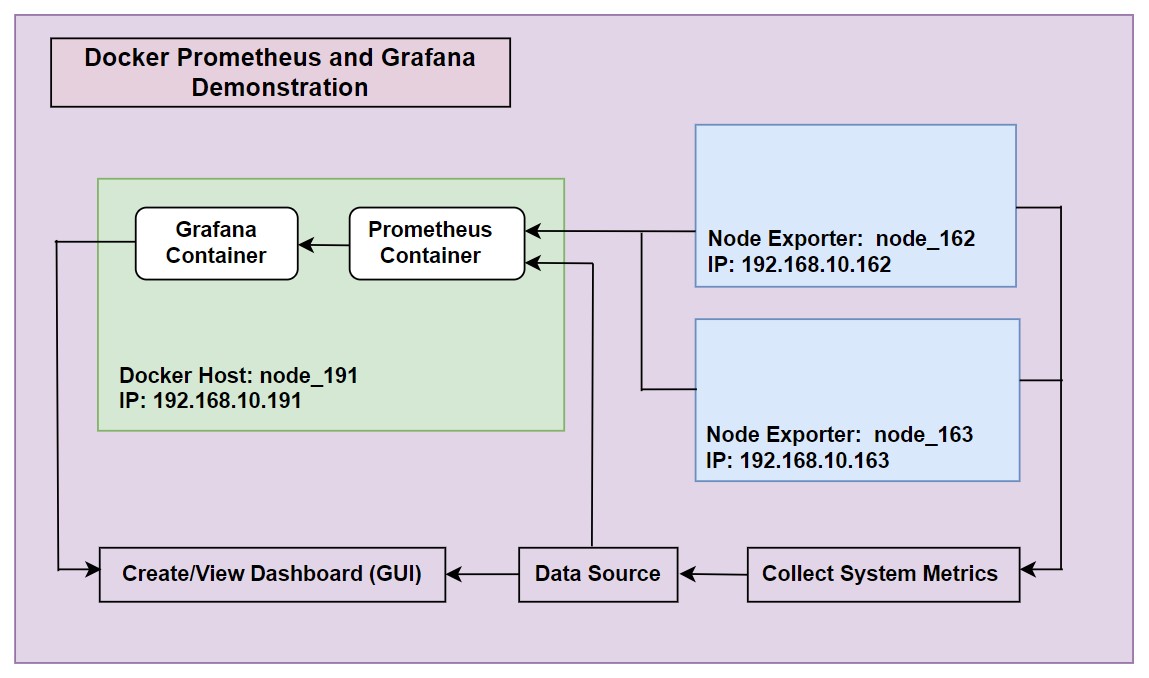 Docker Prometheus and Grafana
Demonstration
Grafana
Container
Prometheus
Container
Docker Host: node_191
IP: 192.168.10.191
Node Exporter:  node_162
IP: 192.168.10.162
Node Exporter:  node_163
IP: 192.168.10.163
Create/View Dashboard (GUI)
Data Source
Collect System Metrics